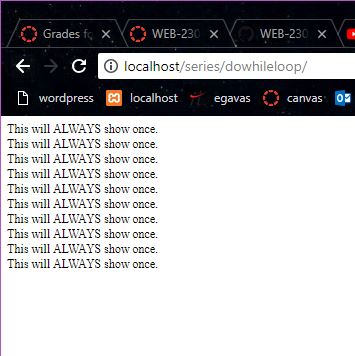 Grades fo
WEB-230
WEB-230
localhost/series/dowhileloop/
wordpress
localhost
egavas
canvas
This will ALWAYS show once.
This will ALWAYS show once.
This will ALWAYS show once.
This will ALWAYS show once.
This will ALWAYS show once.
This will ALWAYS show once.
This will ALWAYS show once.
This will ALWAYS show once.
This will ALWAYS show once.
This will ALWAYS show once.